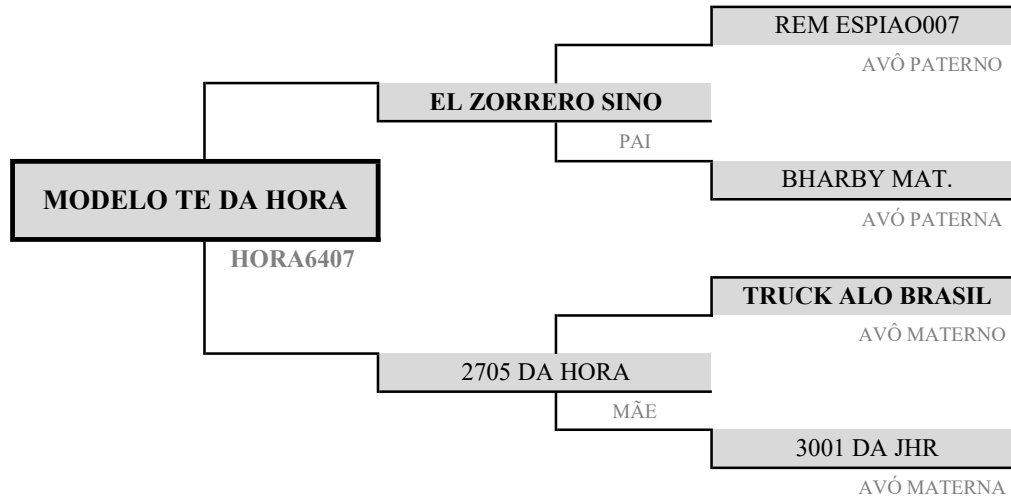 REM ESPIAO007
AVÔ PATERNO
EL ZORRERO SINO
PAI
BHARBY MAT.
AVÓ PATERNA
MODELO TE DA HORA
HORA6407
TRUCK ALO BRASIL
AVÔ MATERNO
2705 DA HORA
MÃE
3001 DA JHR
AVÓ MATERNA